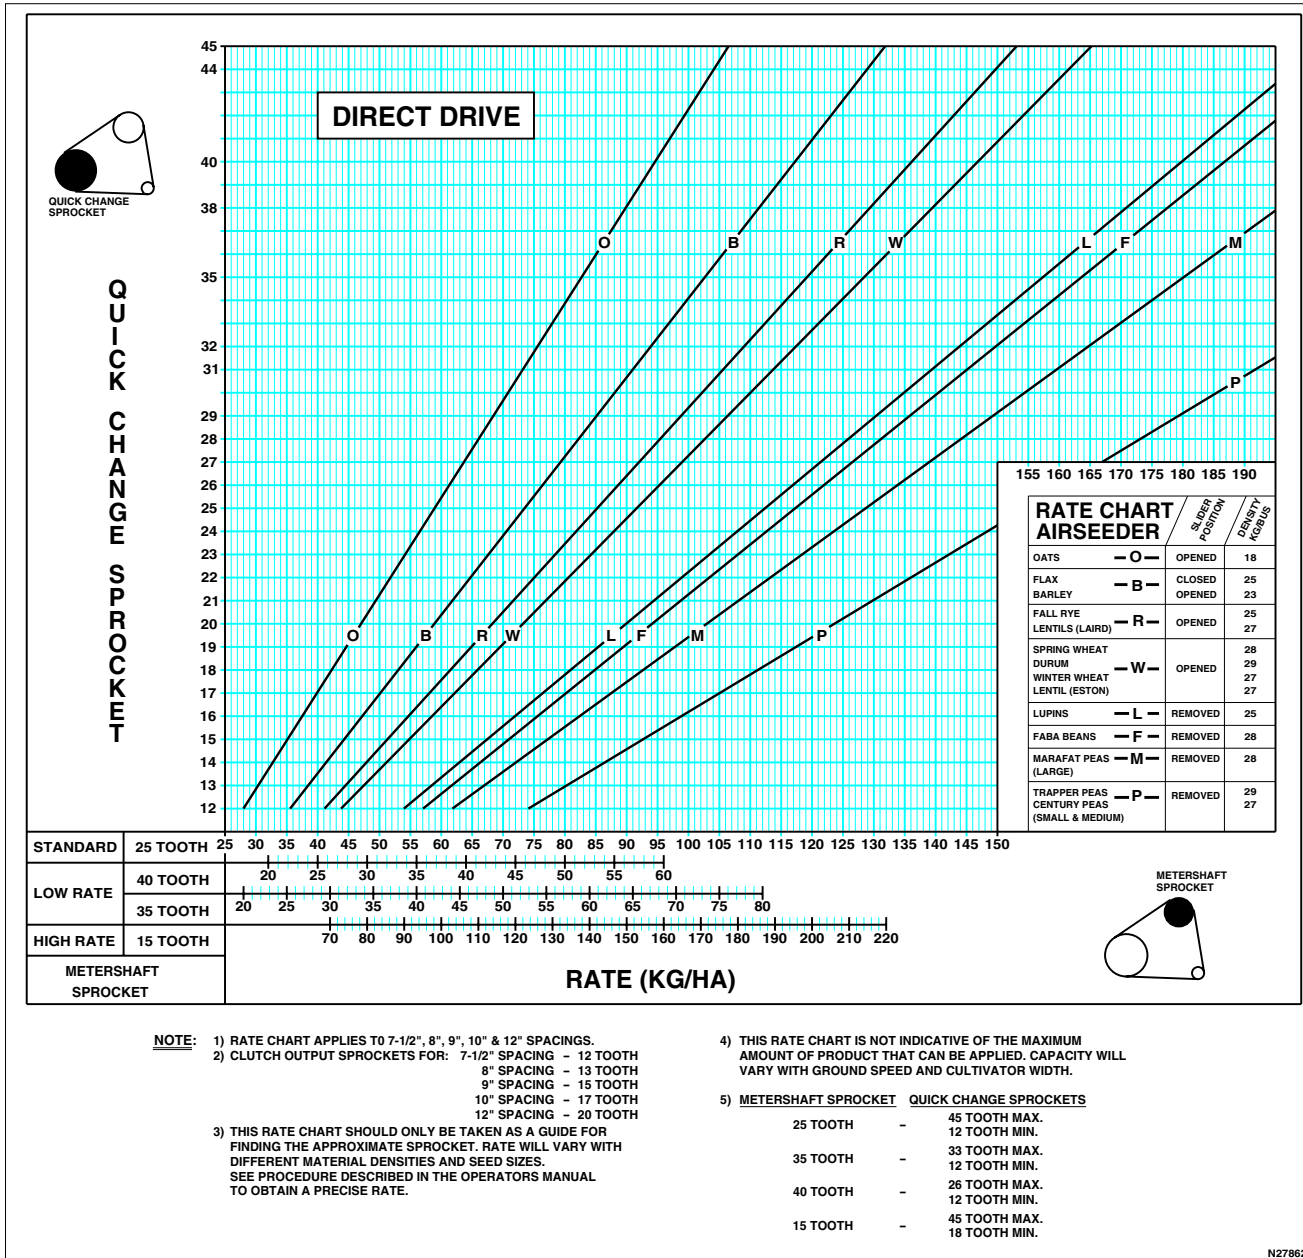 45
44
DIRECT DRIVE
40
QUICK CHANGE
SPROCKET
38
O B R W L F M
35
QUICK CHANGE SPROCKET
32
31
P
29
28
27
155 160 165 170 175 180 185 190
26
25
24
23
22
21
20
O B R W L F M P
19
18
17
16
15
14
13
12
RATE CHART
AIRSEEDER
SLIDER
POSITION
DENSITY
KG/BUS
OATS – O – OPENED 18
FLAX CLOSED 25
– B –
BARLEY OPENED 23
FALL RYE 25
– R – OPENED
LENTILS (LAIRD) 27
SPRING WHEAT 28
DURUM 29
– W – OPENED
WINTER WHEAT 27
LENTIL (ESTON) 27
LUPINS – L – REMOVED 25
FABA BEANS – F – REMOVED 28
MARAFAT PEAS – M – REMOVED 28
(LARGE)
TRAPPER PEAS 29
– P – REMOVED
CENTURY PEAS 27
(SMALL & MEDIUM)
STANDARD 25 TOOTH 25 30 35 40 45 50 55 60 65 70 75 80 85 90 95 100 105 110 115 120 125 130 135 140 145 150
LOW RATE
40 TOOTH 20 25 30 35 40 45 50 55 60
35 TOOTH 20 25 30 35 40 45 50 55 60 65 70 75 80
HIGH RATE 15 TOOTH 70 80 90 100 110 120 130 140 150 160 170 180 190 200 210 220
METERSHAFT
SPROCKET
RATE (KG/HA)
METERSHAFT
SPROCKET
NOTE: 1) RATE CHART APPLIES T0 7-1/2", 8", 9", 10" & 12" SPACINGS.
2) CLUTCH OUTPUT SPROCKETS FOR: 7-1/2" SPACING – 12 TOOTH
8" SPACING – 13 TOOTH
9" SPACING – 15 TOOTH
10" SPACING – 17 TOOTH
12" SPACING – 20 TOOTH
3) THIS RATE CHART SHOULD ONLY BE TAKEN AS A GUIDE FOR
FINDING THE APPROXIMATE SPROCKET. RATE WILL VARY WITH
DIFFERENT MATERIAL DENSITIES AND SEED SIZES.
SEE PROCEDURE DESCRIBED IN THE OPERATORS MANUAL
TO OBTAIN A PRECISE RATE.
4) THIS RATE CHART IS NOT INDICATIVE OF THE MAXIMUM
AMOUNT OF PRODUCT THAT CAN BE APPLIED. CAPACITY WILL
VARY WITH GROUND SPEED AND CULTIVATOR WIDTH.
5) METERSHAFT SPROCKET QUICK CHANGE SPROCKETS
25 TOOTH – 45 TOOTH MAX.
12 TOOTH MIN.
35 TOOTH – 33 TOOTH MAX.
12 TOOTH MIN.
40 TOOTH – 26 TOOTH MAX.
12 TOOTH MIN.
15 TOOTH – 45 TOOTH MAX.
18 TOOTH MIN.